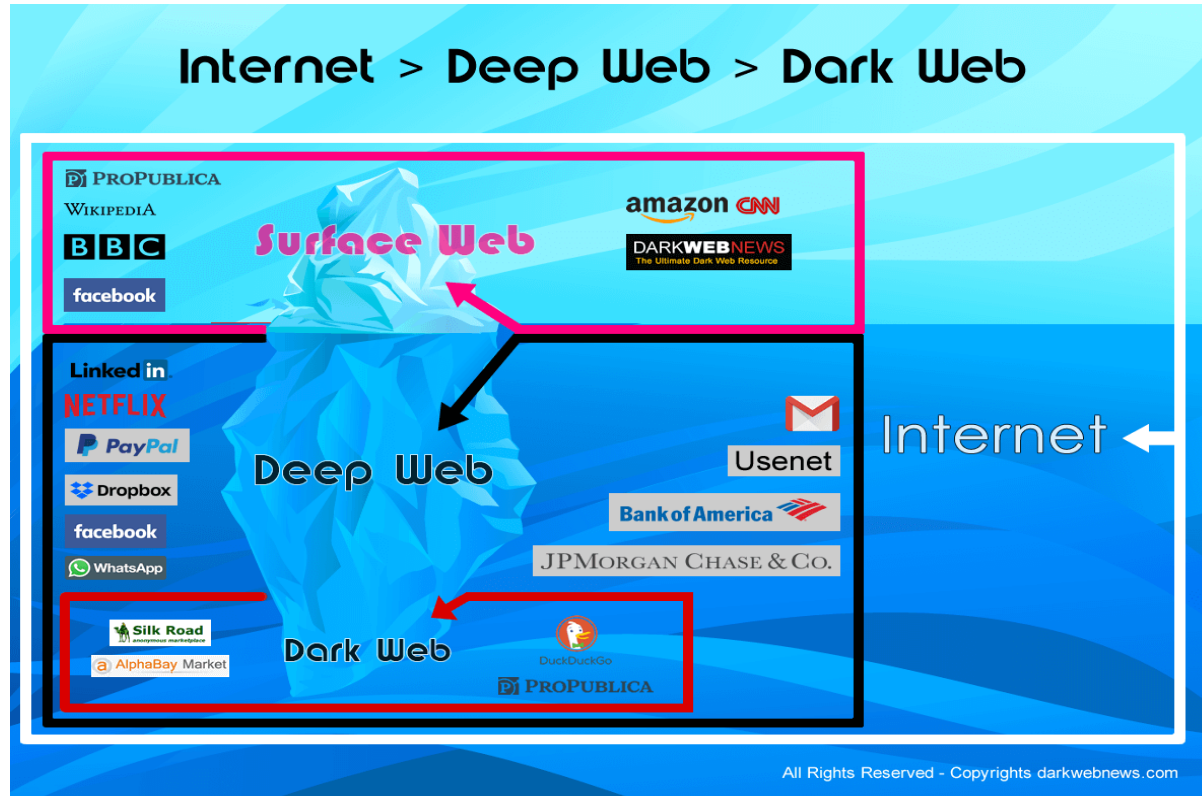 Internet > Deep Web > Dark Web
PROPUBLICA
WIKIPEDIA
BBC
facebook
Surface Web
amazon CNN
DARKWEBNEWS
The Ultimate Dark Web Resource
Linked in
NETFLIX
PayPal
Dropbox
facebook
WhatsApp
Deep Web
Usenet
Bank of America
JPMORGAN CHASE & CO.
Internet
Silk Road
anonymous marketplace
a AlphaBay Market
Dark Web
DuckDuckGo
PROPUBLICA
All Rights Reserved - Copyrights darkwebnews.com